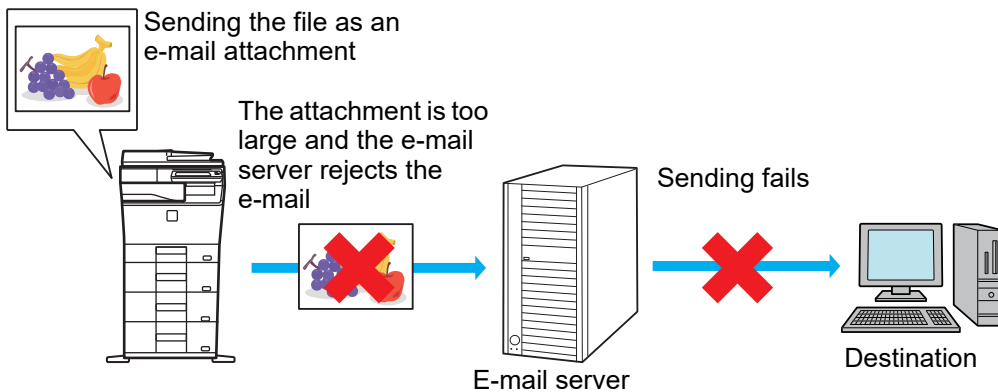 Sending the file as an
e-mail attachment
The attachment is too
large and the e-mail
server rejects the
e-mail
Sending fails
E-mail server
Destination